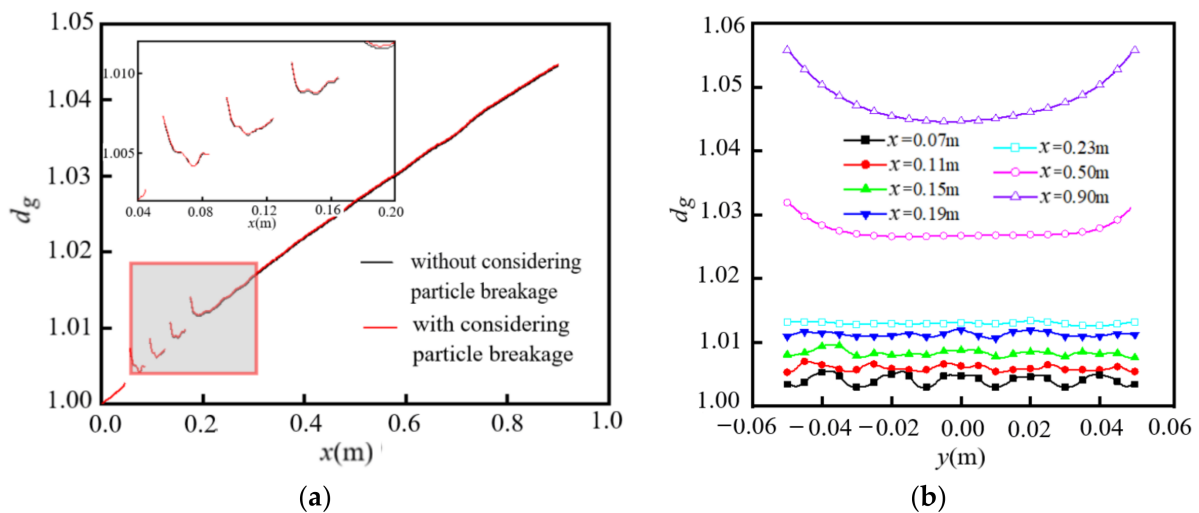 1.05
1.04
1.03
1.02
1.01
1.00
d_g
1.010
1.005
0.04
0.08
0.12
0.16
0.20
x(m)
without considering
particle breakage
with considering
particle breakage
0.0
0.2
0.4
0.6
0.8
1.0
x(m)
(a)
1.06
1.05
1.04
1.03
1.02
1.01
1.00
d_g
x=0.07m
x=0.11m
x=0.15m
x=0.19m
x=0.23m
x=0.50m
x=0.90m
−0.06
−0.04
−0.02
0.00
0.02
0.04
0.06
y(m)
(b)